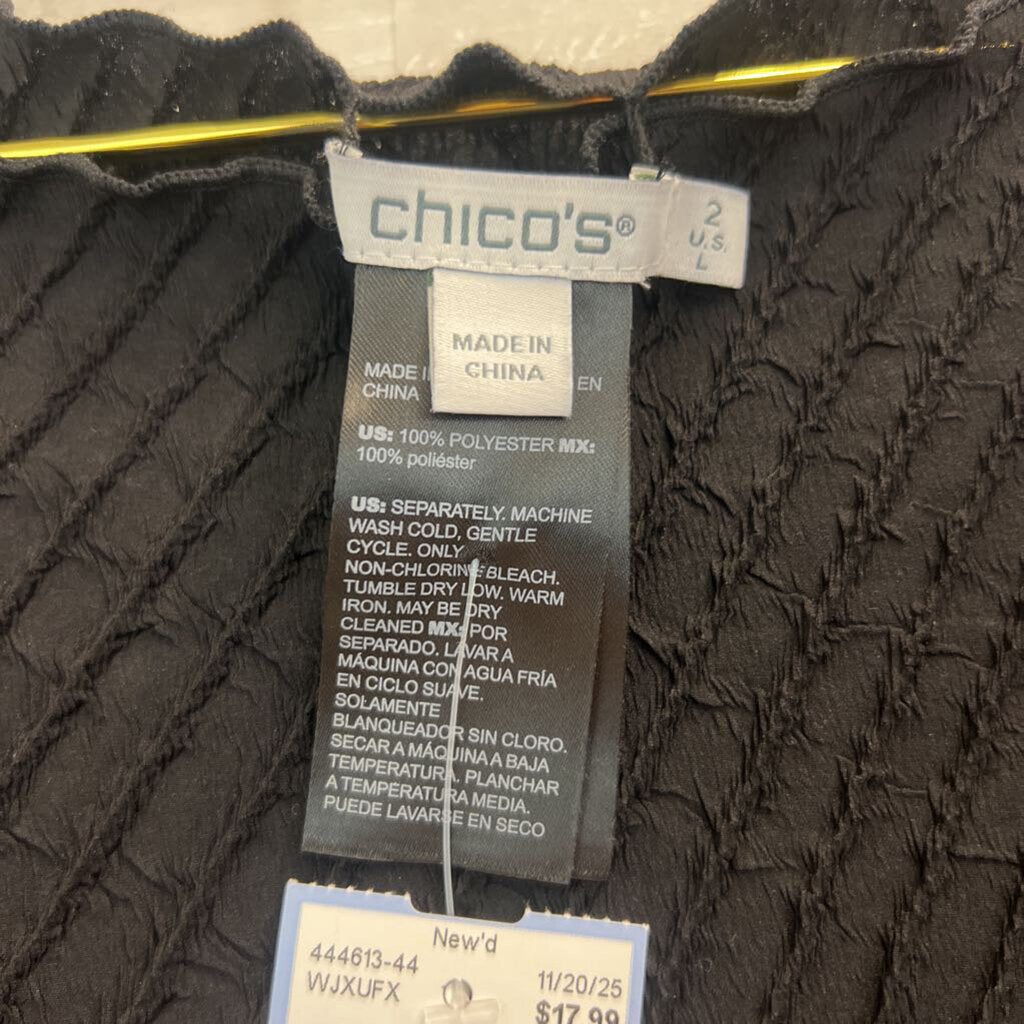 chico's®
2
U.S.
L
MADE IN
CHINA
MADE I
EN
CHINA
US: 100% POLYESTER MX:
100% poliéster
US: SEPARATELY. MACHINE
WASH COLD, GENTLE
CYCLE. ONLY
NON-CHLORINE BLEACH.
TUMBLE DRY LOW. WARM
IRON. MAY BE DRY
CLEANED MX: POR
SEPARADO. LAVAR A
MÁQUINA CON AGUA FRÍA
EN CICLO SUAVE.
SOLAMENTE
BLANQUEADOR SIN CLORO.
SECAR A MÁQUINA A BAJA
TEMPERATURA. PLANCHAR
A TEMPERATURA MEDIA.
PUEDE LAVARSE EN SECO
New'd
444613-44
WJXUFX
11/20/25
$17.99